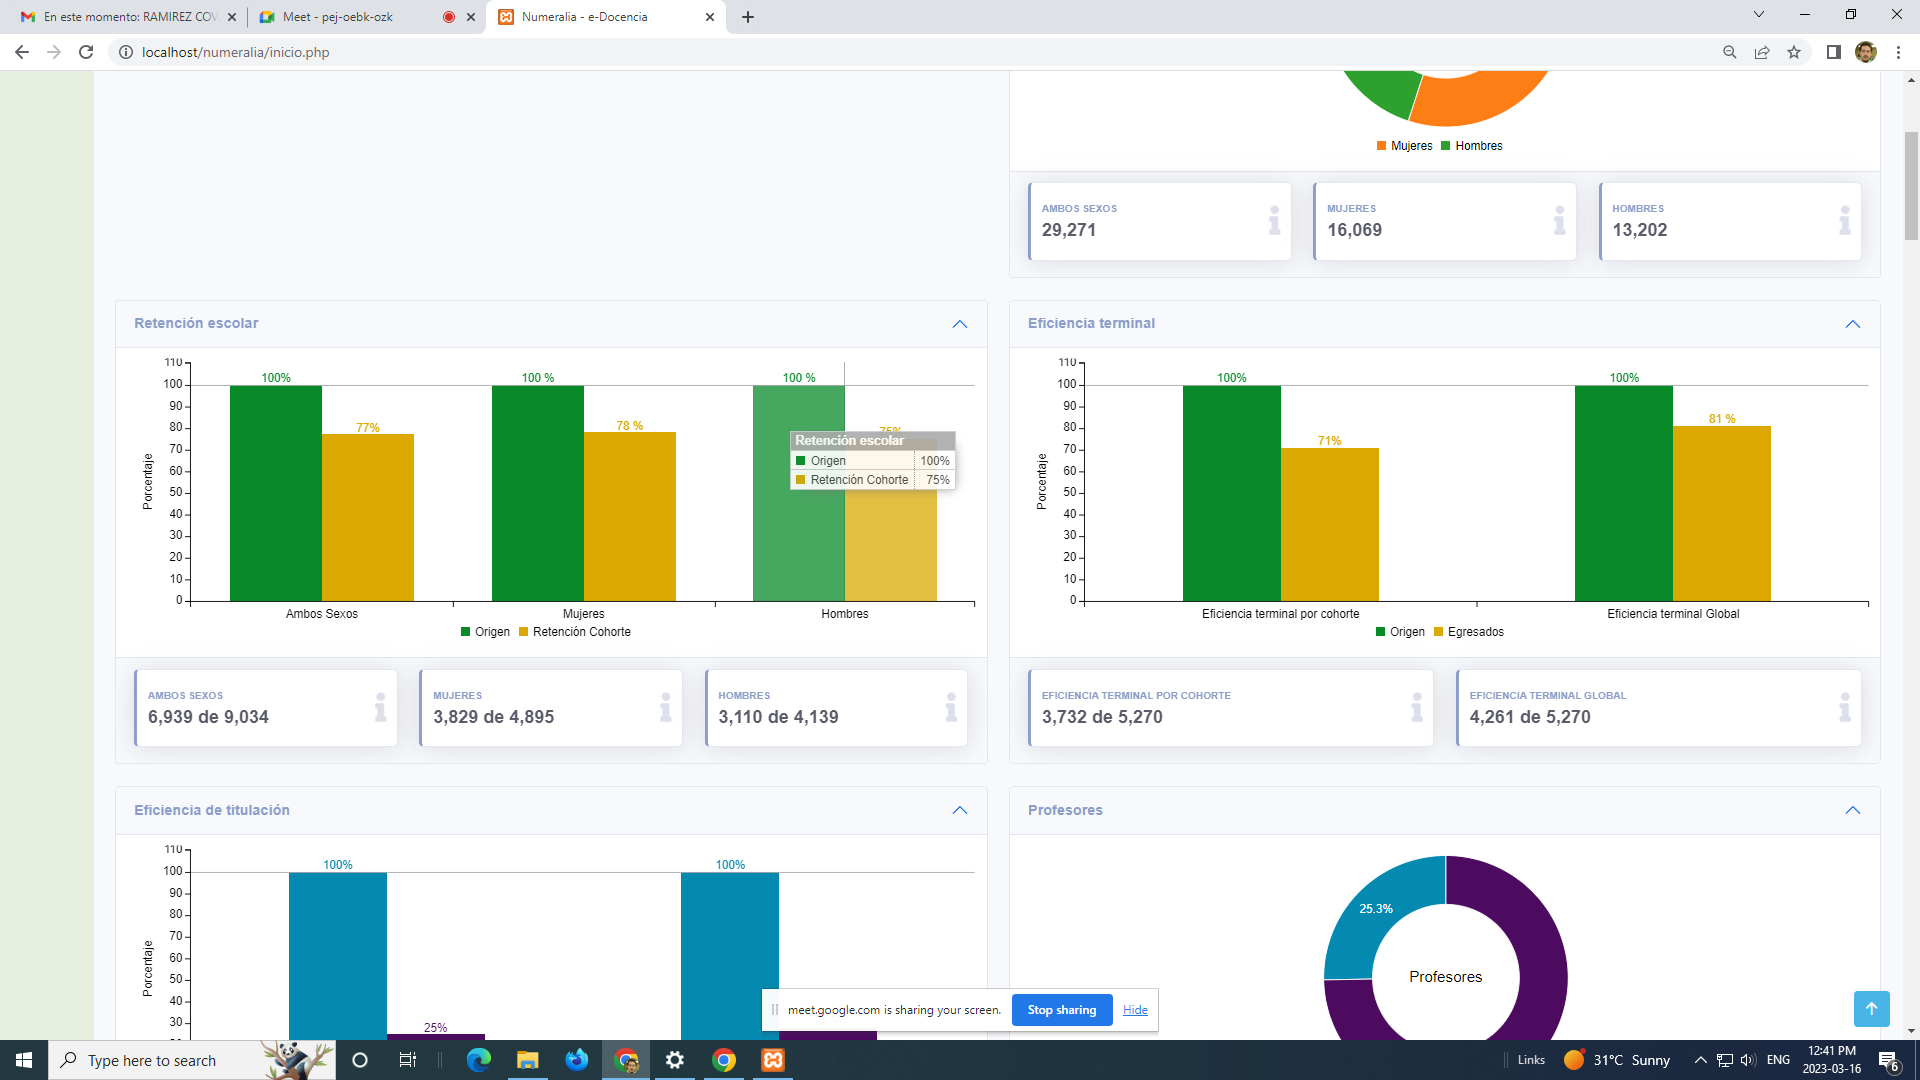 En este momento: RAMIREZ COV
Meet - pej-oebk-ozk
Numeralia - e-Docencia
localhost/numeralia/inicio.php
Mujeres Hombres
AMBOS SEXOS
29,271
MUJERES
16,069
HOMBRES
13,202
Retención escolar
110
100
90
80
70
60
50
40
30
20
10
0
Porcentaje
100%
77%
100 %
78 %
100 %
75%
Retención escolar
Origen 100%
Retención Cohorte 75%
Ambos Sexos Mujeres Hombres
Origen Retención Cohorte
AMBOS SEXOS
6,939 de 9,034
MUJERES
3,829 de 4,895
HOMBRES
3,110 de 4,139
Eficiencia terminal
110
100
90
80
70
60
50
40
30
20
10
0
Porcentaje
100%
71%
100%
81 %
Eficiencia terminal por cohorte Eficiencia terminal Global
Origen Egresados
EFICIENCIA TERMINAL POR COHORTE
3,732 de 5,270
EFICIENCIA TERMINAL GLOBAL
4,261 de 5,270
Eficiencia de titulación
110
100
90
80
70
60
50
40
30
Porcentaje
100%
25%
100%
Profesores
25.3%
Profesores
meet.google.com is sharing your screen. Stop sharing Hide
Type here to search
Links
31°C Sunny
ENG
12:41 PM
2023-03-16
6